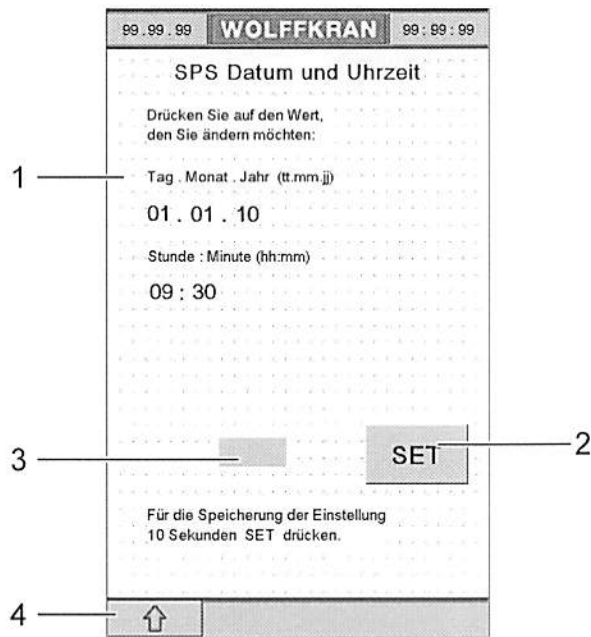 99.99.99 WOLFFKRAN 99:99:99
SPS Datum und Uhrzeit
Drücken Sie auf den Wert,
den Sie ändern möchten:
1
Tag . Monat . Jahr (tt.mm.jj)
01 . 01 . 10
Stunde : Minute (hh:mm)
09 : 30
SET 2
3
Für die Speicherung der Einstellung
10 Sekunden SET drücken.
4